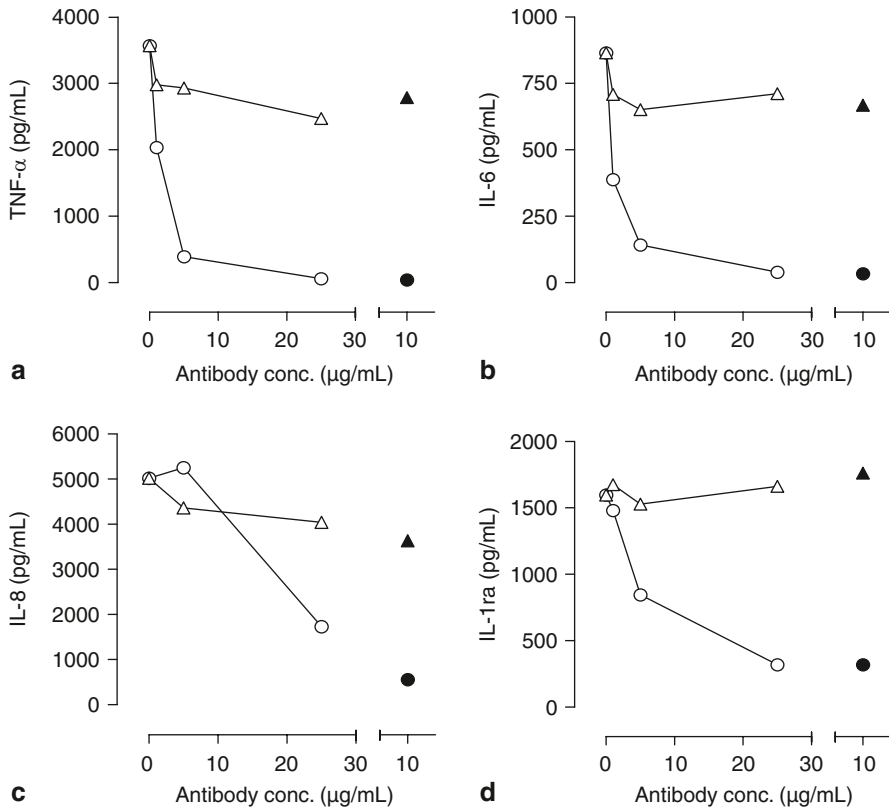 4000
3000
2000
1000
0
TNF-α (pg/mL)
0 10 20 30 10
Antibody conc. (µg/mL)
a
1000
750
500
250
0
IL-6 (pg/mL)
0 10 20 30 10
Antibody conc. (µg/mL)
b
6000
5000
4000
3000
2000
1000
0
IL-8 (pg/mL)
0 10 20 30 10
Antibody conc. (µg/mL)
c
2000
1500
1000
500
0
IL-1ra (pg/mL)
0 10 20 30 10
Antibody conc. (µg/mL)
d